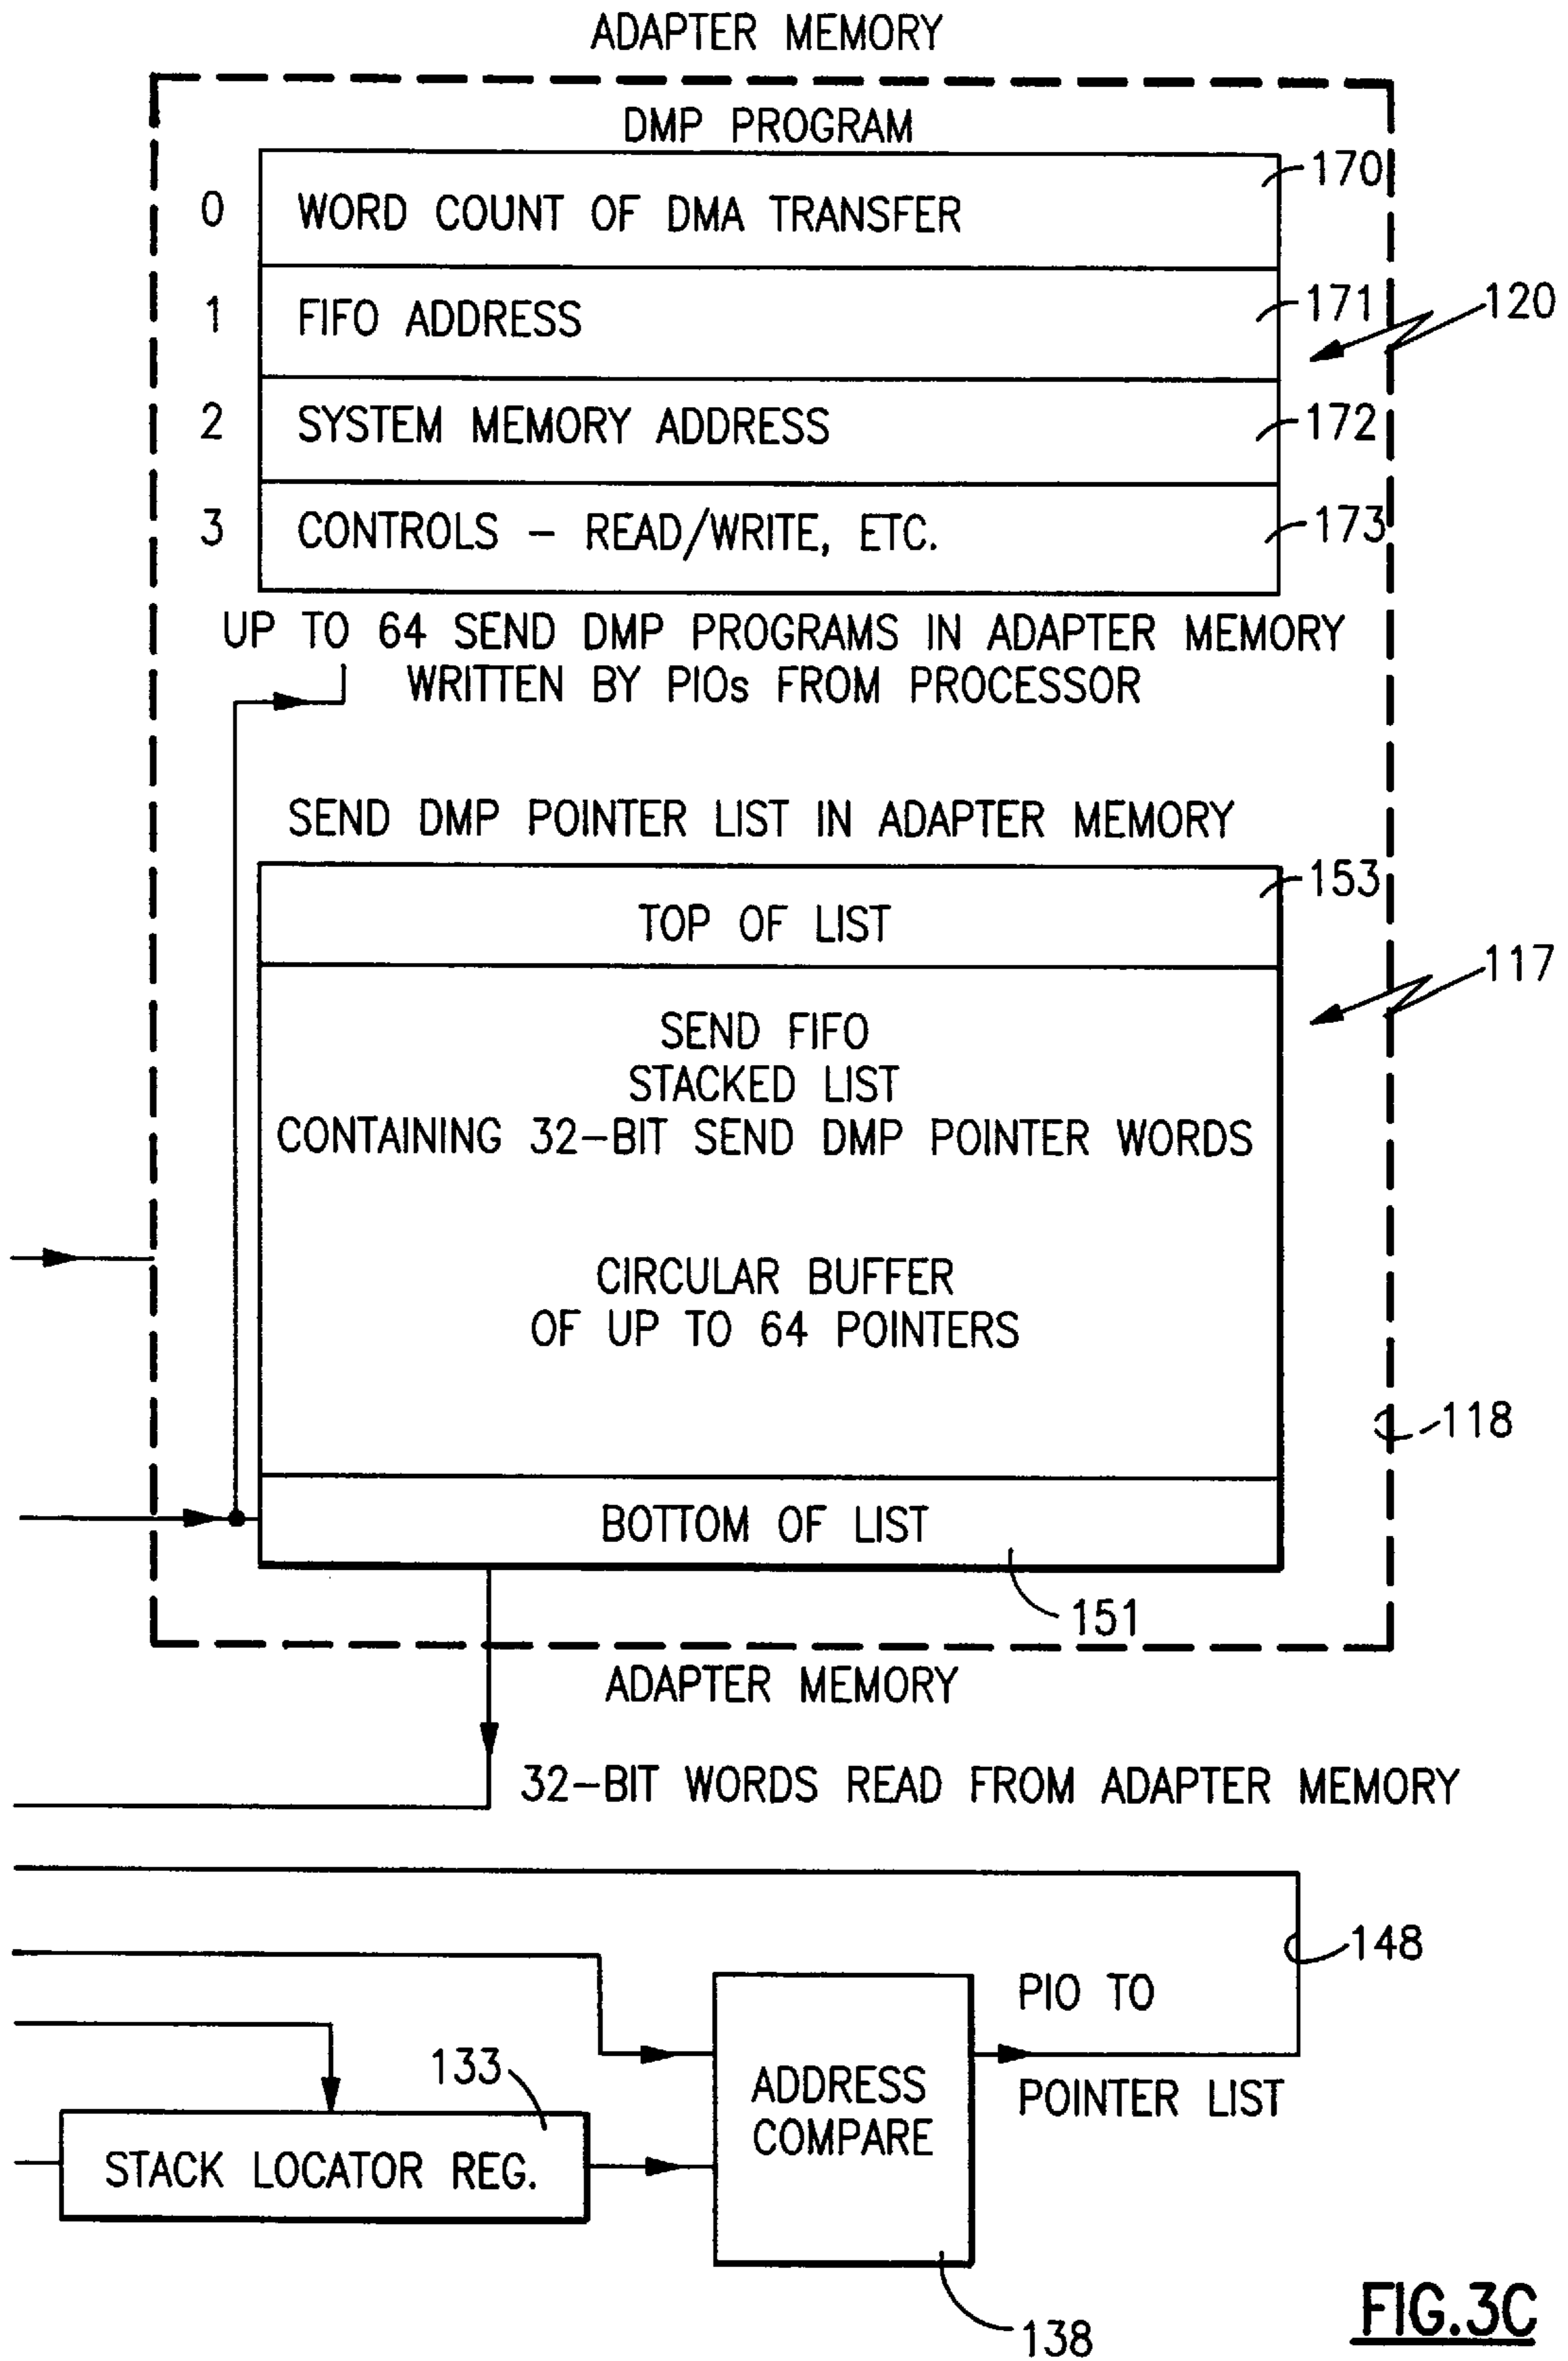 ADAPTER MEMORY
DMP PROGRAM
170
0 WORD COUNT OF DMA TRANSFER
1 FIFO ADDRESS 171
120
2 SYSTEM MEMORY ADDRESS 172
3 CONTROLS – READ/WRITE, ETC. 173
UP TO 64 SEND DMP PROGRAMS IN ADAPTER MEMORY
WRITTEN BY PIOs FROM PROCESSOR
SEND DMP POINTER LIST IN ADAPTER MEMORY
153
TOP OF LIST
117
SEND FIFO
STACKED LIST
CONTAINING 32–BIT SEND DMP POINTER WORDS
CIRCULAR BUFFER
OF UP TO 64 POINTERS
118
BOTTOM OF LIST
151
ADAPTER MEMORY
32–BIT WORDS READ FROM ADAPTER MEMORY
148
PIO TO
133
ADDRESS
COMPARE
POINTER LIST
STACK LOCATOR REG.
138
FIG.3C